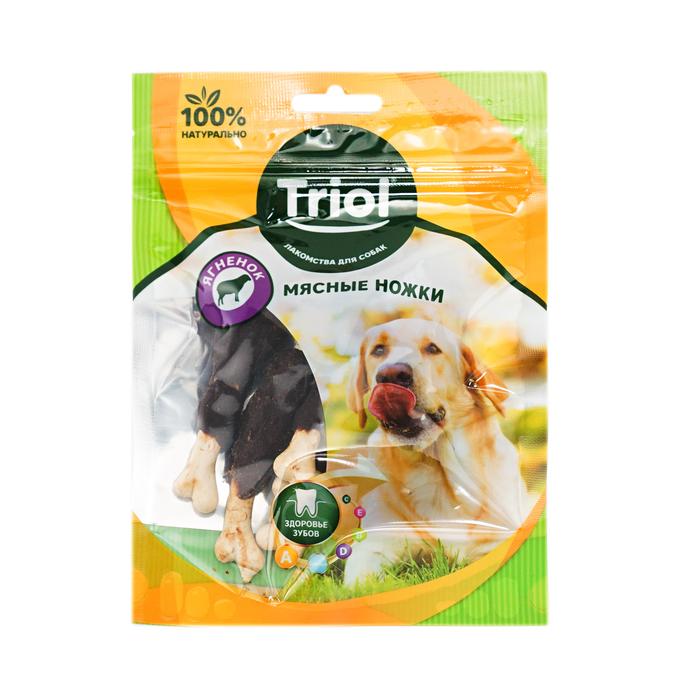 100%
НАТУРАЛЬНО
Triol
ЛАКОМСТВА ДЛЯ СОБАК
ЯГНЕНОК
МЯСНЫЕ НОЖКИ
ЗДОРОВЬЕ
ЗУБОВ
C
E
D
A